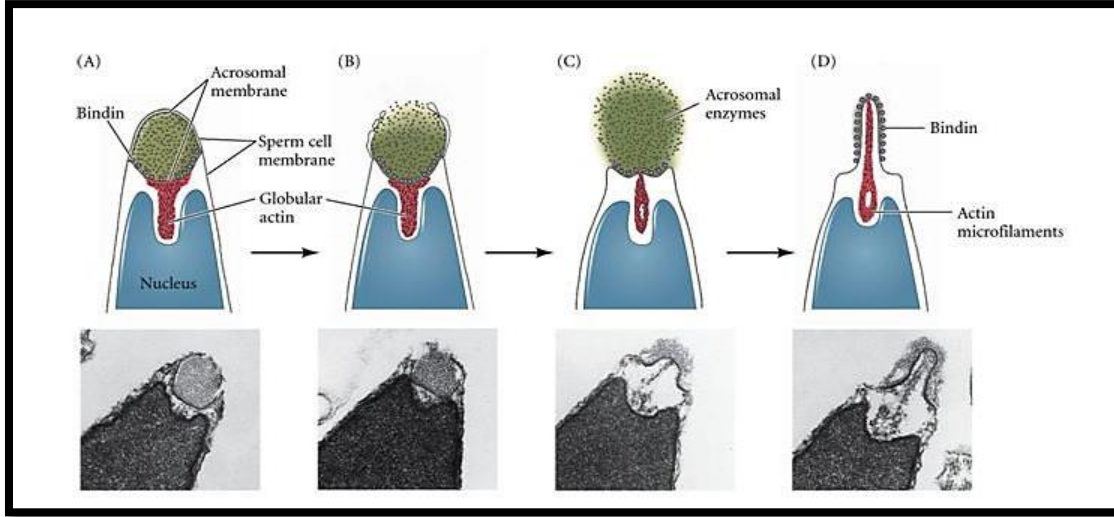 (A)
(B)
(C)
(D)
Acrosomal
membrane
Bindin
Sperm cell
membrane
Globular
actin
Nucleus
Acrosomal
enzymes
Bindin
Actin
microfilaments